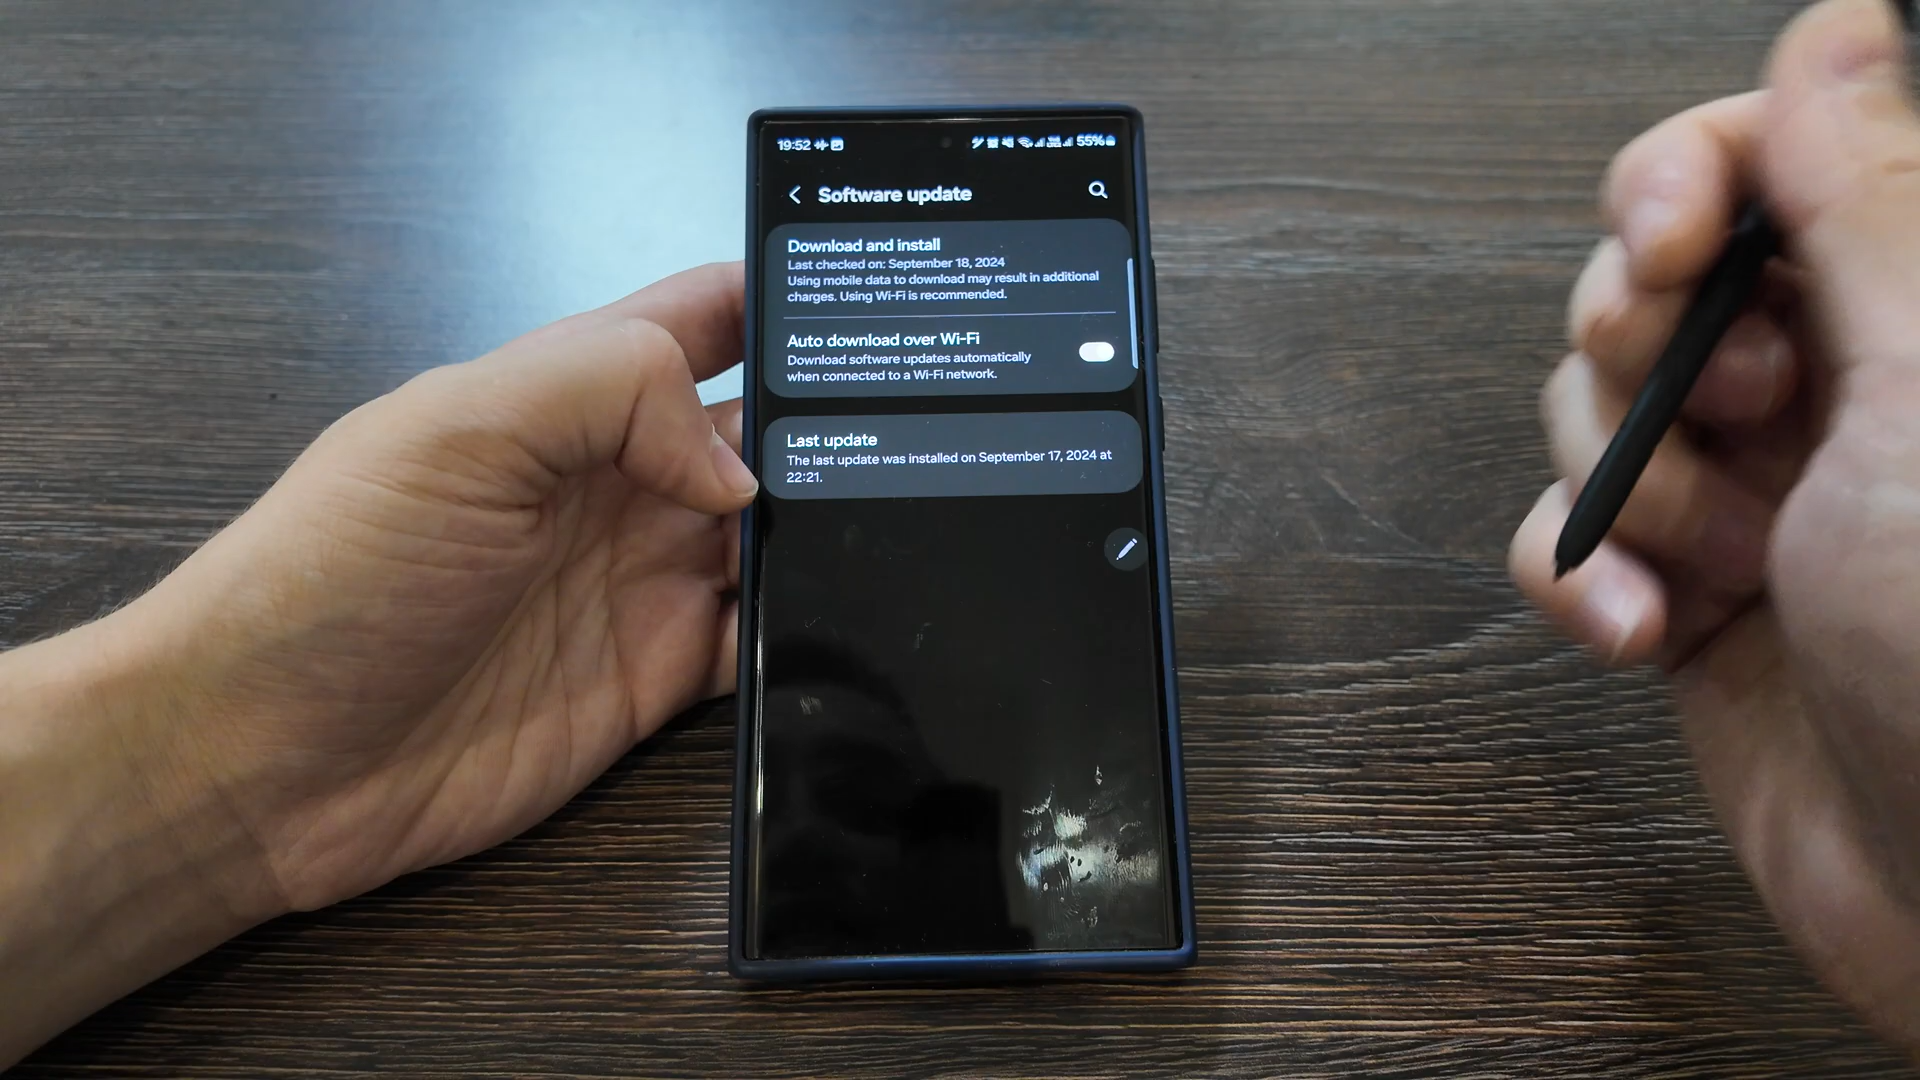 19:52
55%
Software update
Download and install
Last checked on: September 18, 2024
Using mobile data to download may result in additional
charges. Using Wi-Fi is recommended.
Auto download over Wi-Fi
Download software updates automatically
when connected to a Wi-Fi network.
Last update
The last update was installed on September 17, 2024 at
22:21.